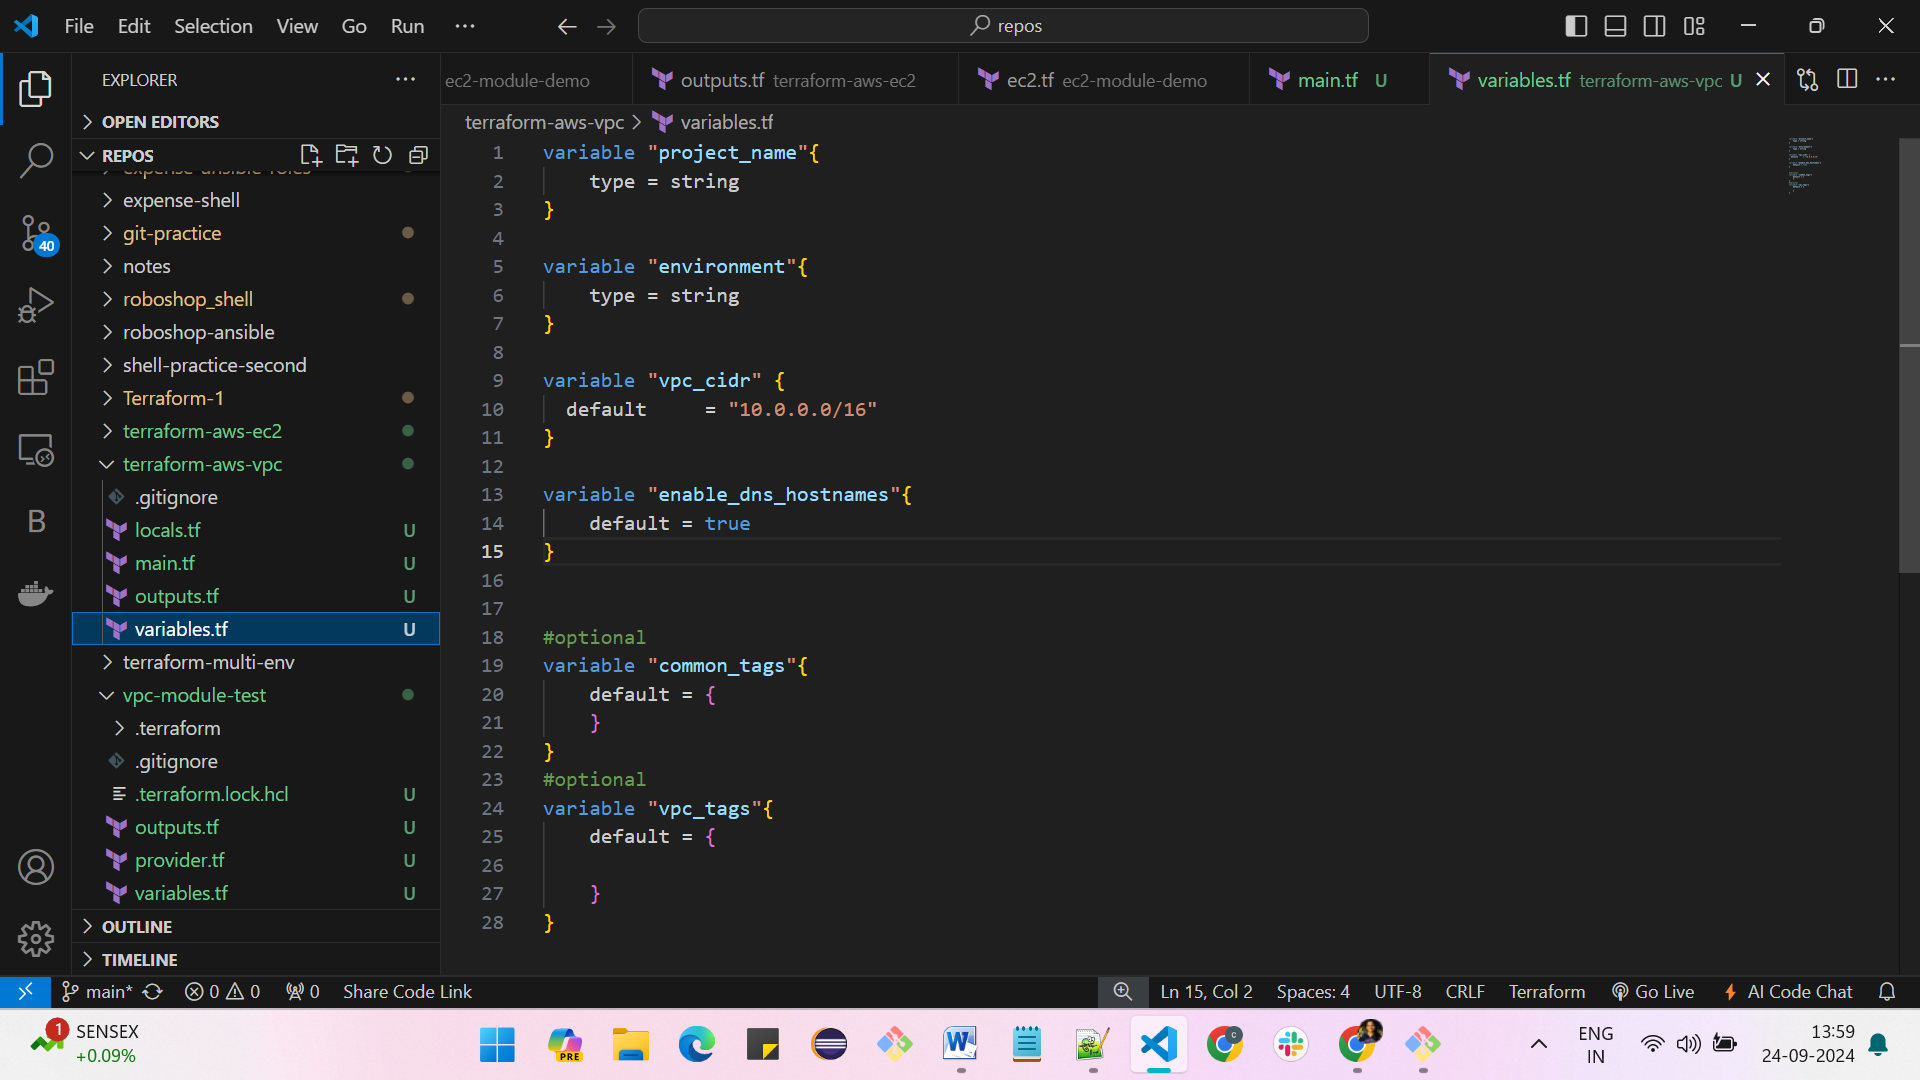 File Edit Selection View Go Run ···
repos
EXPLORER
OPEN EDITORS
REPOS
expense-ansible-roles
expense-shell
git-practice
notes
roboshop_shell
roboshop-ansible
shell-practice-second
Terraform-1
terraform-aws-ec2
terraform-aws-vpc
.gitignore
locals.tf U
main.tf U
outputs.tf U
variables.tf U
terraform-multi-env
vpc-module-test
.terraform
.gitignore
.terraform.lock.hcl U
outputs.tf U
provider.tf U
variables.tf U
OUTLINE
TIMELINE
40
B
ec2-module-demo outputs.tf terraform-aws-ec2 ec2.tf ec2-module-demo main.tf U variables.tf terraform-aws-vpc U
terraform-aws-vpc > variables.tf
1 variable "project_name"{
2 type = string
3 }
4
5 variable "environment"{
6 type = string
7 }
8
9 variable "vpc_cidr" {
10 default = "10.0.0.0/16"
11 }
12
13 variable "enable_dns_hostnames"{
14 default = true
15 }
16
17
18 #optional
19 variable "common_tags"{
20 default = {
21 }
22 }
23 #optional
24 variable "vpc_tags"{
25 default = {
26
27 }
28 }
main* 0 0 0 Share Code Link Ln 15, Col 2 Spaces: 4 UTF-8 CRLF Terraform Go Live AI Code Chat
1 SENSEX
+0.09%
PRE
W
C
ENG
IN
13:59
24-09-2024